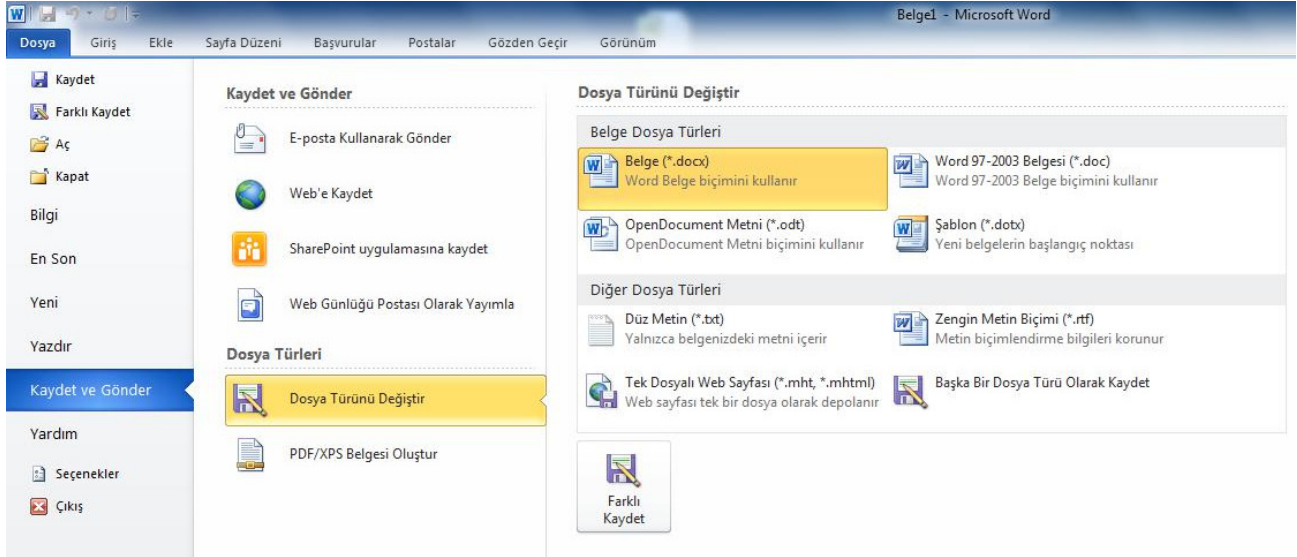 Belge1 - Microsoft Word
Dosya Giriş Ekle Sayfa Düzeni Başvurular Postalar Gözden Geçir Görünüm
Kaydet
Farklı Kaydet
Aç
Kapat
Bilgi
En Son
Yeni
Yazdır
Kaydet ve Gönder
Yardım
Seçenekler
Çıkış
Kaydet ve Gönder
E-posta Kullanarak Gönder
Web'e Kaydet
SharePoint uygulamasına kaydet
Web Günlüğü Postası Olarak Yayımla
Dosya Türleri
Dosya Türünü Değiştir
PDF/XPS Belgesi Oluştur
Dosya Türünü Değiştir
Belge Dosya Türleri
Belge (*.docx)
Word Belge biçimini kullanır
Word 97-2003 Belgesi (*.doc)
Word 97-2003 Belge biçimini kullanır
OpenDocument Metni (*.odt)
OpenDocument Metni biçimini kullanır
Şablon (*.dotx)
Yeni belgelerin başlangıç noktası
Diğer Dosya Türleri
Düz Metin (*.txt)
Yalnızca belgenizdeki metni içerir
Zengin Metin Biçimi (*.rtf)
Metin biçimlendirme bilgileri korunur
Tek Dosyalı Web Sayfası (*.mht, *.mhtml)
Web sayfası tek bir dosya olarak depolanır
Başka Bir Dosya Türü Olarak Kaydet
Farklı
Kaydet